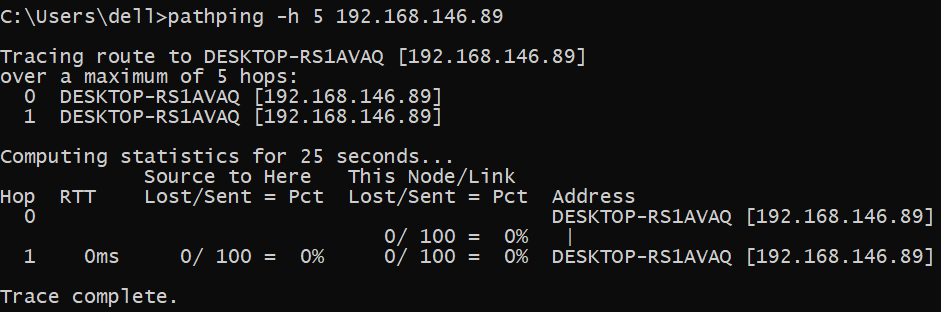 C:\Users\dell>pathping -h 5 192.168.146.89
Tracing route to DESKTOP-RS1AVAQ [192.168.146.89]
over a maximum of 5 hops:
  0  DESKTOP-RS1AVAQ [192.168.146.89]
  1  DESKTOP-RS1AVAQ [192.168.146.89]
Computing statistics for 25 seconds...
            Source to Here   This Node/Link
Hop  RTT    Lost/Sent = Pct  Lost/Sent = Pct  Address
  0                                           DESKTOP-RS1AVAQ [192.168.146.89]
                                0/ 100 =  0%   |
  1    0ms     0/ 100 =  0%     0/ 100 =  0%  DESKTOP-RS1AVAQ [192.168.146.89]
Trace complete.